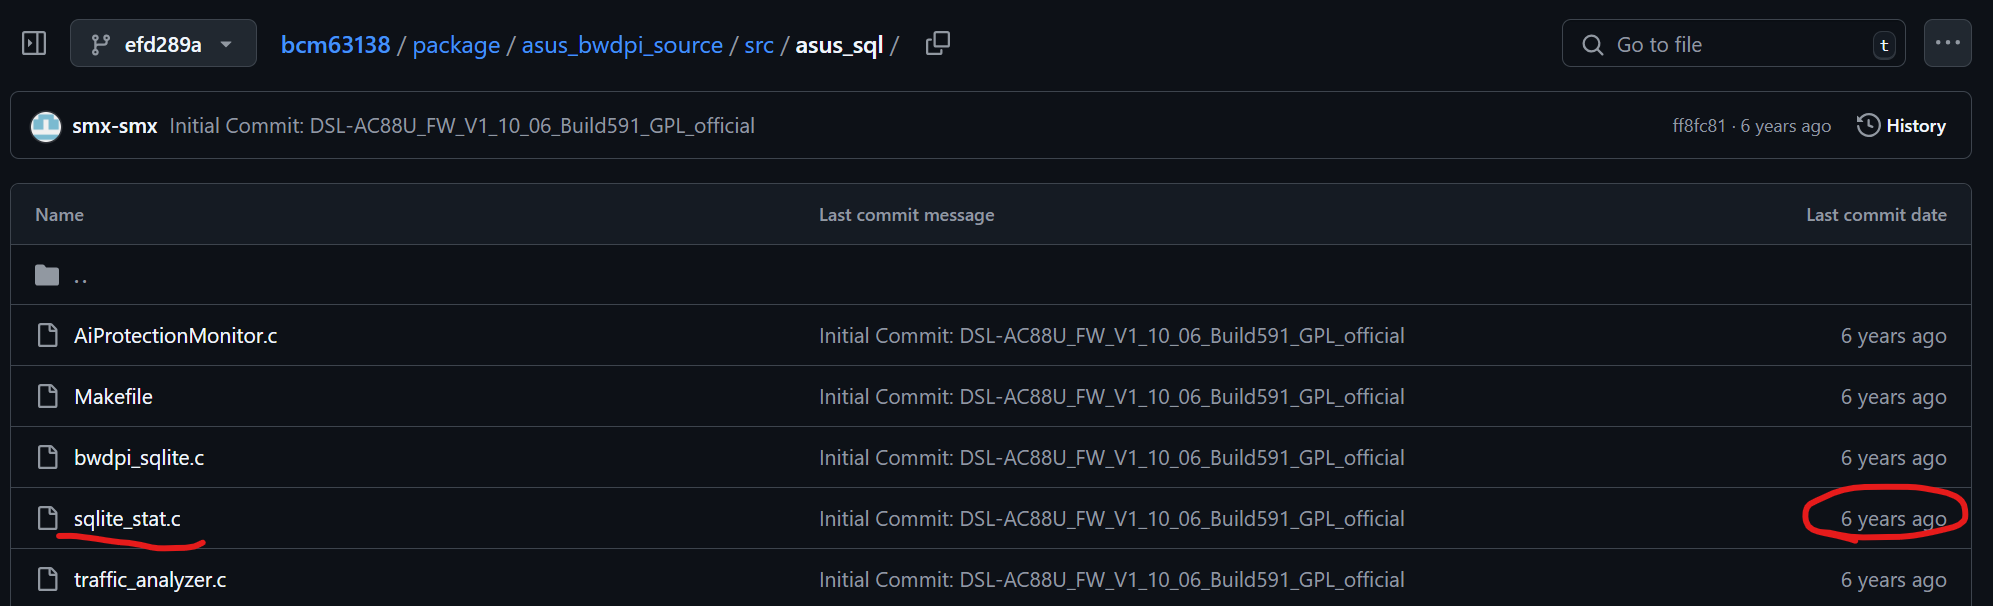 efd289a bcm63138 / package / asus_bwdpi_source / src / asus_sql / Go to file t
smx-smx Initial Commit: DSL-AC88U_FW_V1_10_06_Build591_GPL_official ff8fc81 · 6 years ago History
Name Last commit message Last commit date
..
AiProtectionMonitor.c Initial Commit: DSL-AC88U_FW_V1_10_06_Build591_GPL_official 6 years ago
Makefile Initial Commit: DSL-AC88U_FW_V1_10_06_Build591_GPL_official 6 years ago
bwdpi_sqlite.c Initial Commit: DSL-AC88U_FW_V1_10_06_Build591_GPL_official 6 years ago
sqlite_stat.c Initial Commit: DSL-AC88U_FW_V1_10_06_Build591_GPL_official 6 years ago
traffic_analyzer.c Initial Commit: DSL-AC88U_FW_V1_10_06_Build591_GPL_official 6 years ago